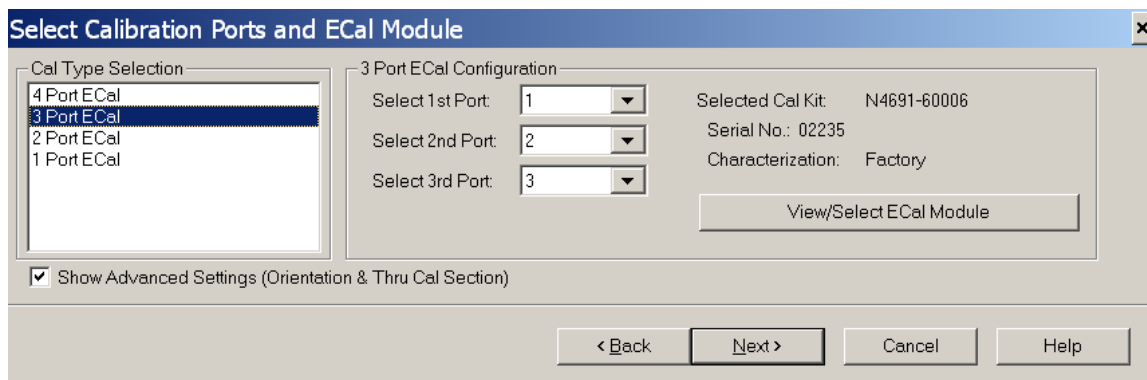 Select Calibration Ports and ECal Module
x
Cal Type Selection
4 Port ECal
3 Port ECal
2 Port ECal
1 Port ECal
3 Port ECal Configuration
Select 1st Port: 1
Select 2nd Port: 2
Select 3rd Port: 3
Selected Cal Kit: N4691-60006
Serial No.: 02235
Characterization: Factory
View/Select ECal Module
Show Advanced Settings (Orientation & Thru Cal Section)
< Back
Next >
Cancel
Help